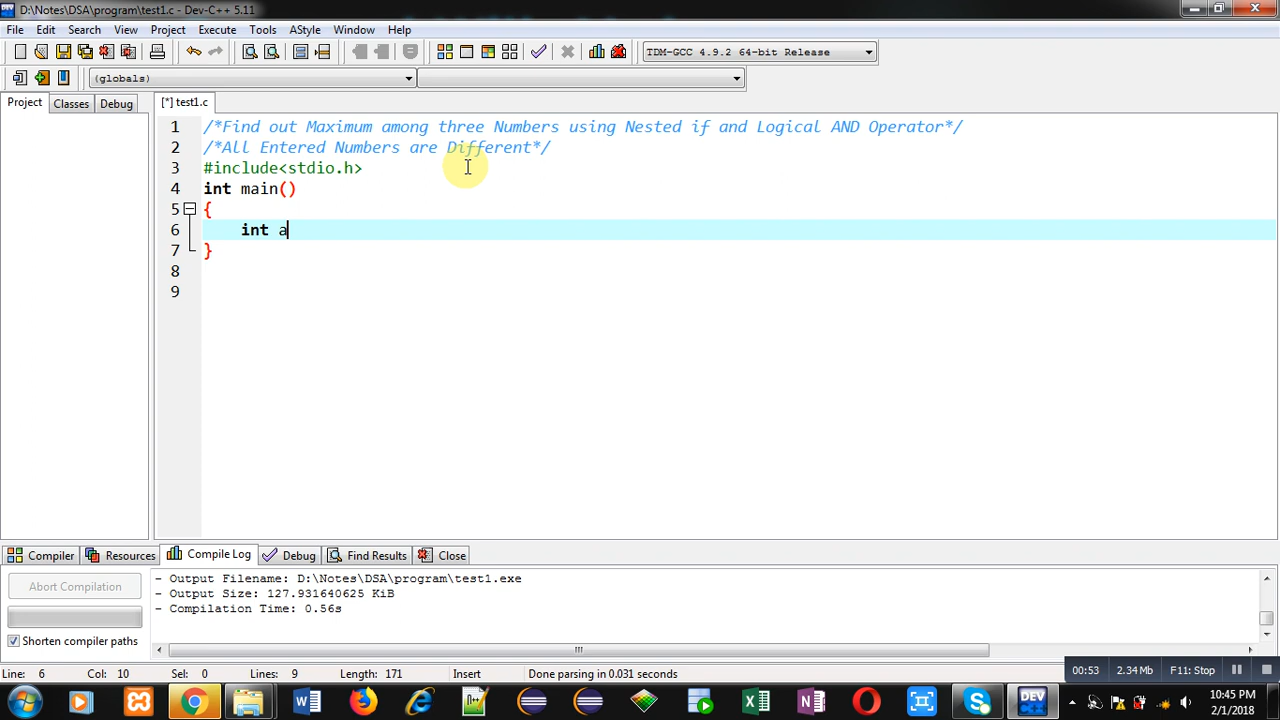 D:\Notes\DSA\program\test1.c - Dev-C++ 5.11
File Edit Search View Project Execute Tools AStyle Window Help
TDM-GCC 4.9.2 64-bit Release
(globals)
Project Classes Debug [*] test1.c
1 /*Find out Maximum among three Numbers using Nested if and Logical AND Operator*/
2 /*All Entered Numbers are Different*/
3 #include<stdio.h>
4 int main()
5 {
6 int a
7 }
8
9
Compiler Resources Compile Log Debug Find Results Close
Abort Compilation
Shorten compiler paths
- Output Filename: D:\Notes\DSA\program\test1.exe
- Output Size: 127.931640625 KiB
- Compilation Time: 0.56s
Line: 6 Col: 10 Sel: 0 Lines: 9 Length: 171 Insert Done parsing in 0.031 seconds
00:53 2.34 Mb F11: Stop
DEV
10:45 PM
2/1/2018